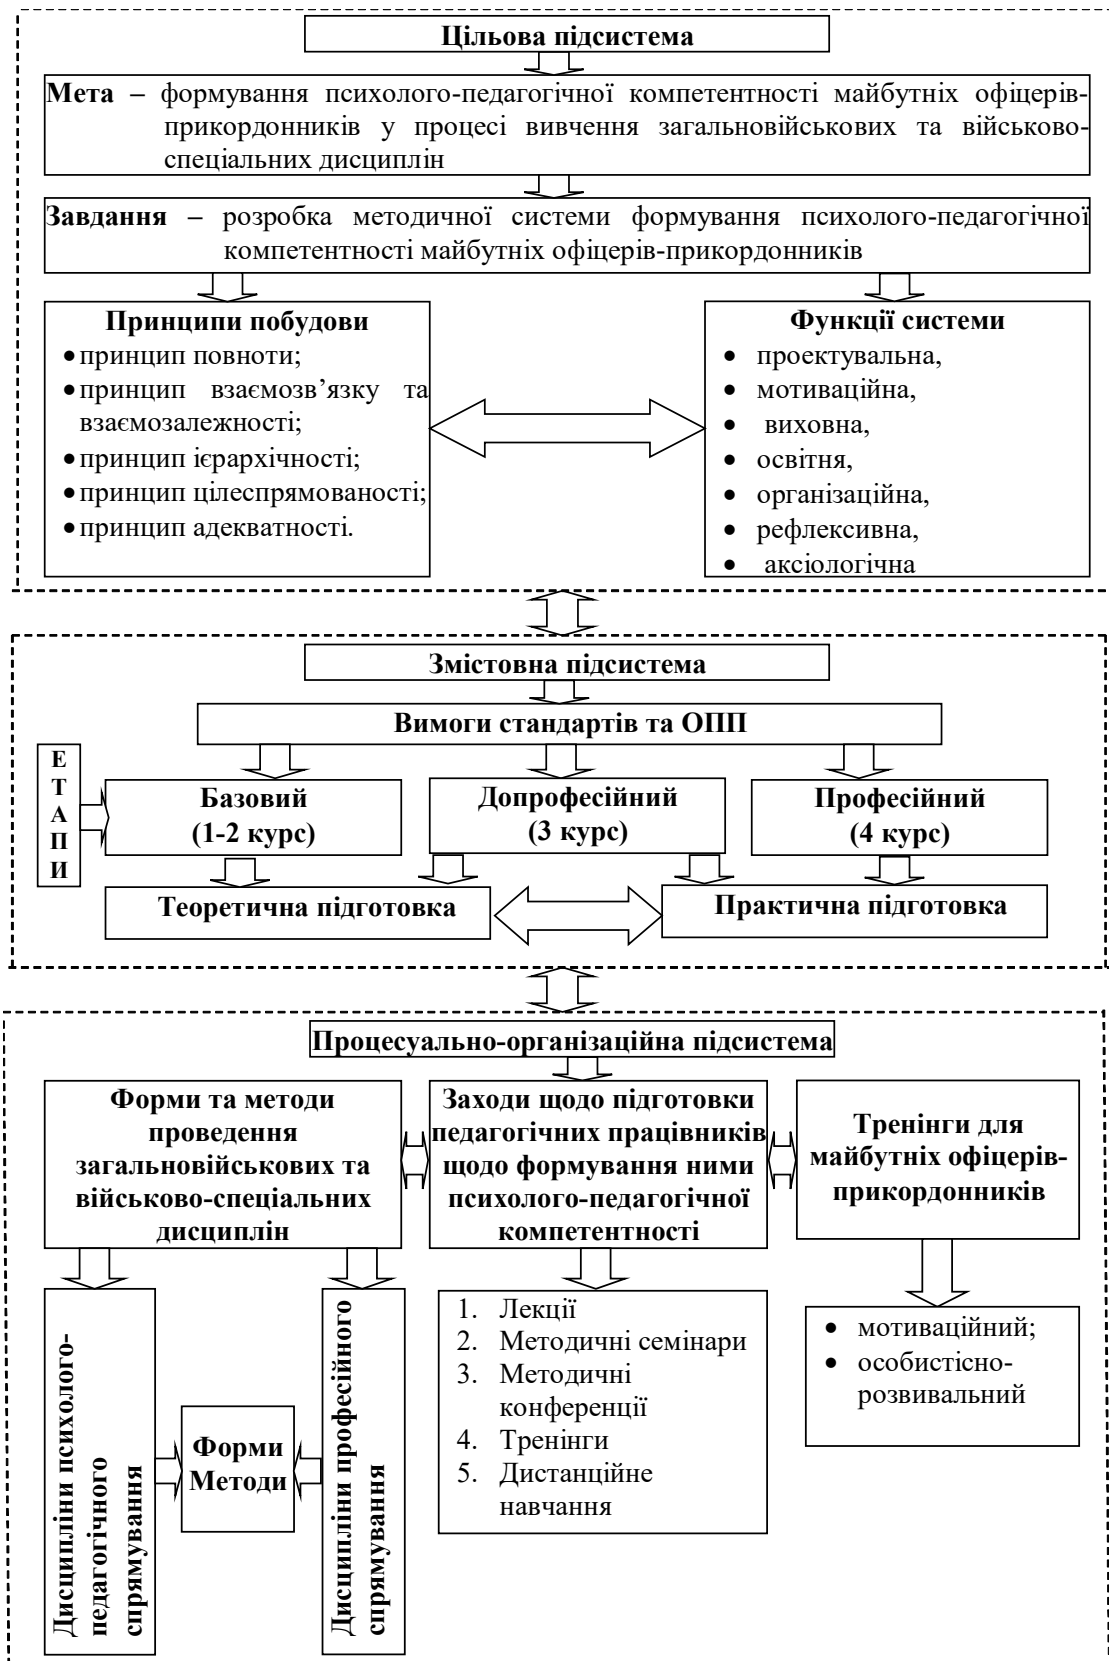 Цільова підсистема
Мета – формування психолого-педагогічної компетентності майбутніх офіцерів-
прикордонників у процесі вивчення загальновійськових та військово-
спеціальних дисциплін
Завдання – розробка методичної системи формування психолого-педагогічної
компетентності майбутніх офіцерів-прикордонників
Принципи побудови
•принцип повноти;
•принцип взаємозв’язку та
взаємозалежності;
•принцип ієрархічності;
•принцип цілеспрямованості;
•принцип адекватності.
Функції системи
• проектувальна,
• мотиваційна,
• виховна,
• освітня,
• організаційна,
• рефлексивна,
• аксіологічна
Змістовна підсистема
Вимоги стандартів та ОПП
Е
Т
А
П
И
Базовий
(1-2 курс)
Допрофесійний
(3 курс)
Професійний
(4 курс)
Теоретична підготовка
Практична підготовка
Процесуально-організаційна підсистема
Форми та методи
проведення
загальновійськових та
військово-спеціальних
дисциплін
Заходи щодо підготовки
педагогічних працівників
щодо формування ними
психолого-педагогічної
компетентності
Тренінги для
майбутніх офіцерів-
прикордонників
Дисципліни психолого-
педагогічного
спрямування
Форми
Методи
Дисципліни професійного
спрямування
1. Лекції
2. Методичні семінари
3. Методичні
конференції
4. Тренінги
5. Дистанційне
навчання
• мотиваційний;
• особистісно-
розвивальний